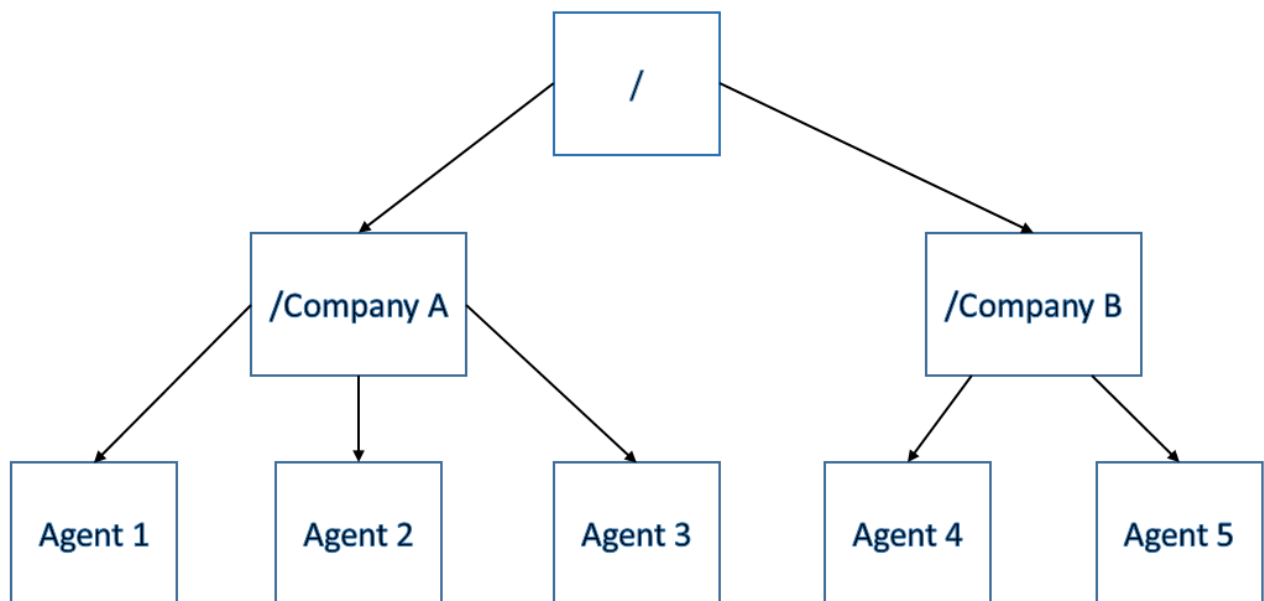 /
/Company A
/Company B
Agent 1
Agent 2
Agent 3
Agent 4
Agent 5